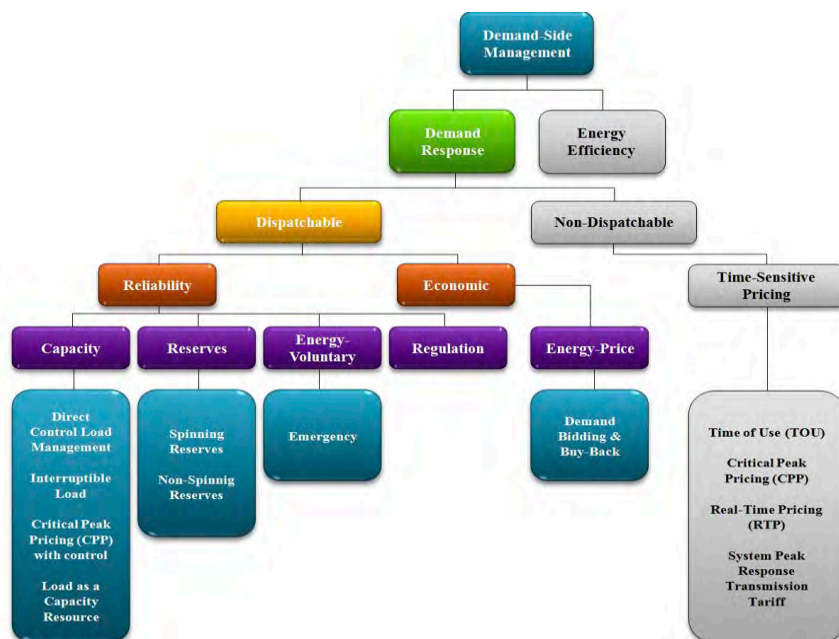 Demand-Side
Management
Demand
Response
Energy
Efficiency
Dispatchable
Non-Dispatchable
Reliability
Economic
Time-Sensitive
Pricing
Capacity
Reserves
Energy-
Voluntary
Regulation
Energy-Price
Direct
Control Load
Management
Interruptible
Load
Critical Peak
Pricing (CPP)
with control
Load as a
Capacity
Resource
Spinning
Reserves
Non-Spinnig
Reserves
Emergency
Demand
Bidding &
Buy-Back
Time of Use (TOU)
Critical Peak
Pricing (CPP)
Real-Time Pricing
(RTP)
System Peak
Response
Transmission
Tariff